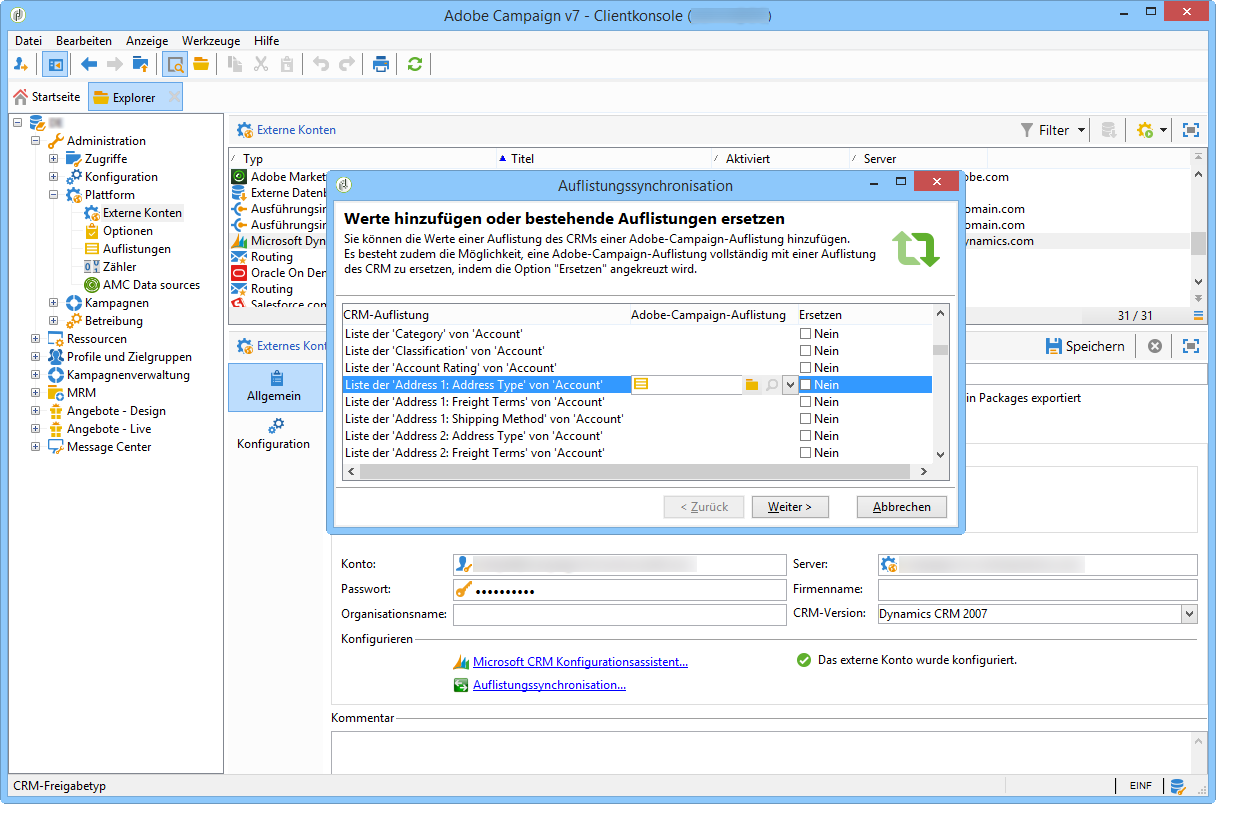 Adobe Campaign v7 - Clientkonsole ( )
Datei Bearbeiten Anzeige Werkzeuge Hilfe
Startseite Explorer
Administration
Zugriffe
Konfiguration
Plattform
Externe Konten
Optionen
Auflistungen
Zähler
AMC Data sources
Kampagnen
Betreibung
Ressourcen
Profile und Zielgruppen
Kampagnenverwaltung
MRM
Angebote - Design
Angebote - Live
Message Center
Externe Konten Filter
Typ Titel Aktiviert Server
Adobe Market obe.com
Externe Datenb
Ausführungsin omain.com
Ausführungsin omain.com
Microsoft Dyn ynamics.com
Routing
Oracle On Den
Routing
Salesforce.com
31 / 31
Externes Kont Speichern
Allgemein
Konfiguration
in Packages exportiert
Auflistungssynchronisation
Werte hinzufügen oder bestehende Auflistungen ersetzen
Sie können die Werte einer Auflistung des CRMs einer Adobe-Campaign-Auflistung hinzufügen.
Es besteht zudem die Möglichkeit, eine Adobe-Campaign-Auflistung vollständig mit einer Auflistung
des CRM zu ersetzen, indem die Option "Ersetzen" angekreuzt wird.
CRM-Auflistung Adobe-Campaign-Auflistung Ersetzen
Liste der 'Category' von 'Account' Nein
Liste der 'Classification' von 'Account' Nein
Liste der 'Account Rating' von 'Account' Nein
Liste der 'Address 1: Address Type' von 'Account' Nein
Liste der 'Address 1: Freight Terms' von 'Account' Nein
Liste der 'Address 1: Shipping Method' von 'Account' Nein
Liste der 'Address 2: Address Type' von 'Account' Nein
Liste der 'Address 2: Freight Terms' von 'Account' Nein
< Zurück Weiter > Abbrechen
Konto: Server:
Passwort: •••••••••• Firmenname:
Organisationsname: CRM-Version: Dynamics CRM 2007
Konfigurieren
Microsoft CRM Konfigurationsassistent... Das externe Konto wurde konfiguriert.
Auflistungssynchronisation...
Kommentar
CRM-Freigabetyp EINF